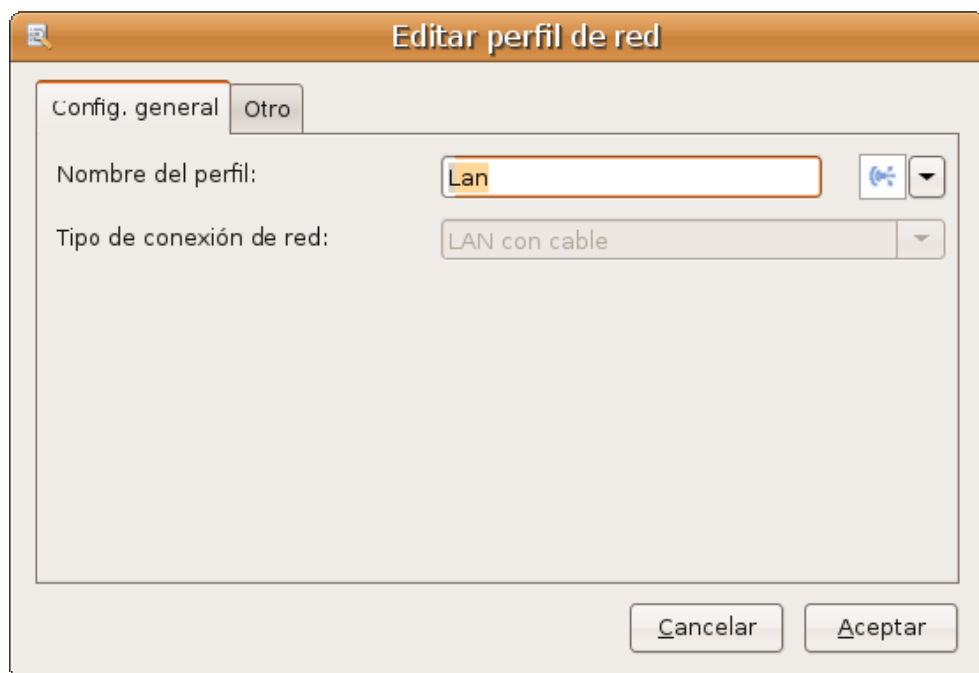 Editar perfil de red
Config. general
Otro
Nombre del perfil:
Lan
Tipo de conexión de red:
LAN con cable
Cancelar
Aceptar